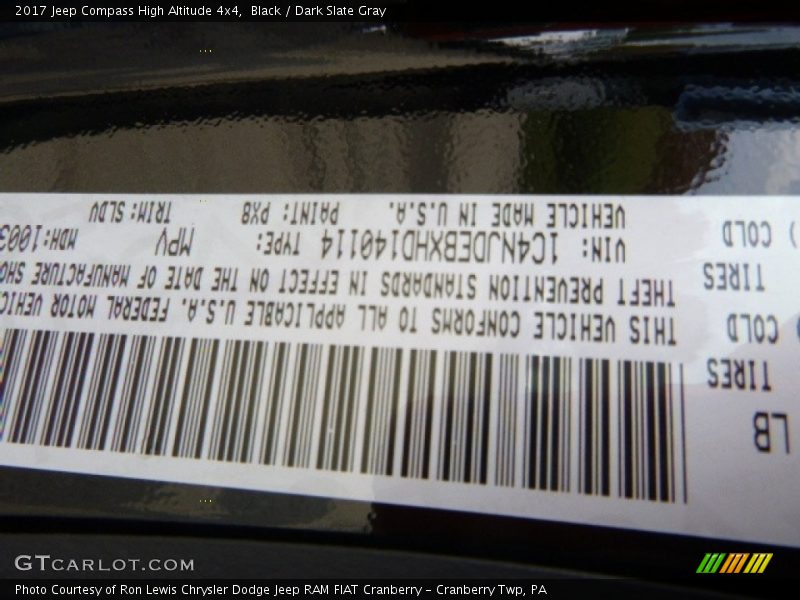 2017 Jeep Compass High Altitude 4x4, Black / Dark Slate Gray
LB
TIRES
COLD
TIRES
) COLD
THIS VEHICLE CONFORMS TO ALL APPLICABLE U.S.A. FEDERAL MOTOR VEHIC
THEFT PREVENTION STANDARDS IN EFFECT ON THE DATE OF MANUFACTURE SHO
VIN: 1C4NJDEBXHD140114 TYPE: MPV MDH:1003
VEHICLE MADE IN U.S.A. PAINT: PX8 TRIM: SLDV
GTCARLOT.COM
Photo Courtesy of Ron Lewis Chrysler Dodge Jeep RAM FIAT Cranberry – Cranberry Twp, PA